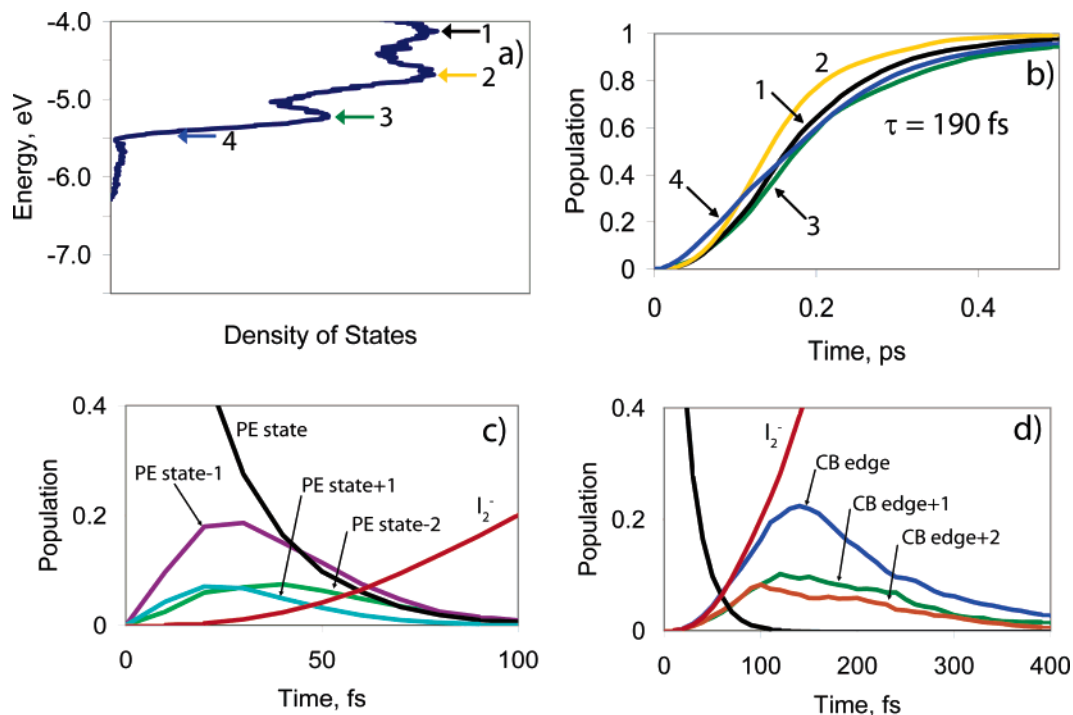 -4.0
-5.0
-6.0
-7.0
Energy, eV
a)
1
2
3
4
Density of States
1
0.8
0.6
0.4
0.2
0
Population
b)
2
1
τ = 190 fs
4
3
0
0.2
0.4
Time, ps
0.4
0.2
0
Population
c)
PE state
PE state-1
PE state+1
PE state-2
I2-
0
50
100
Time, fs
0.4
0.2
0
Population
d)
I2-
CB edge
CB edge+1
CB edge+2
0
100
200
300
400
Time, fs